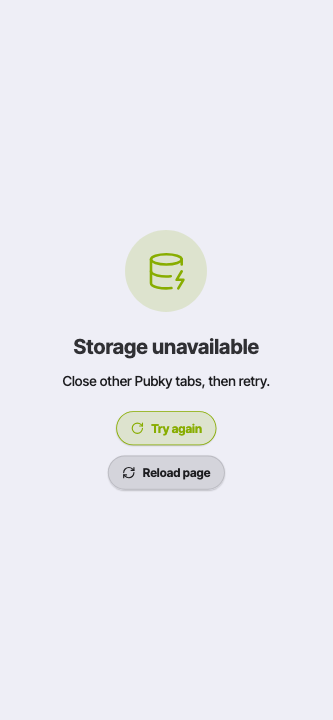 Storage unavailable
Close other Pubky tabs, then retry.
Try again
Reload page